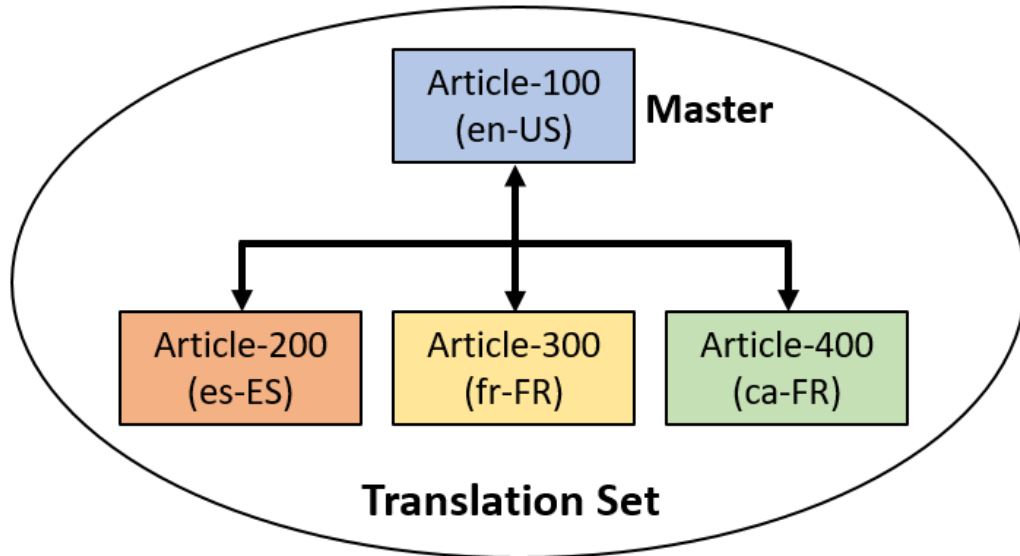 Article-100
(en-US)
Master
Article-200
(es-ES)
Article-300
(fr-FR)
Article-400
(ca-FR)
Translation Set